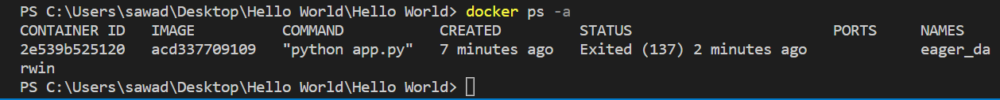 PS C:\Users\sawad\Desktop\Hello World\Hello World> docker ps -a
CONTAINER ID   IMAGE          COMMAND           CREATED         STATUS                       PORTS     NAMES
2e539b525120   acd337709109   "python app.py"   7 minutes ago   Exited (137) 2 minutes ago             eager_da
rwin
PS C:\Users\sawad\Desktop\Hello World\Hello World>